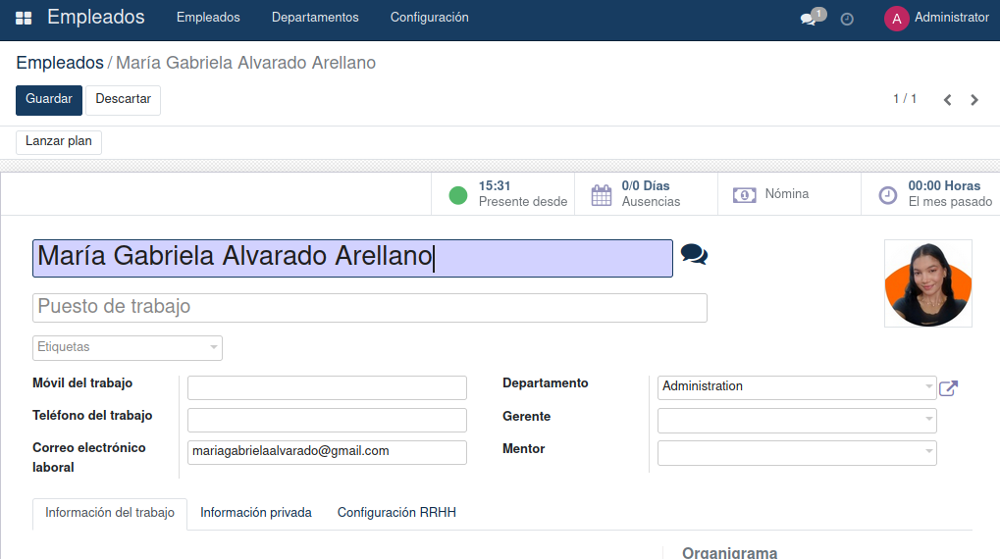 Empleados Empleados Departamentos Configuración 1 A Administrator
Empleados / María Gabriela Alvarado Arellano
Guardar Descartar 1 / 1
Lanzar plan
15:31 0/0 Días Nómina 00:00 Horas
Presente desde Ausencias El mes pasado
María Gabriela Alvarado Arellano
Puesto de trabajo
Etiquetas
Móvil del trabajo Departamento Administration
Teléfono del trabajo Gerente
Correo electrónico laboral mariagabrielaalvarado@gmail.com Mentor
Información del trabajo Información privada Configuración RRHH
Organigrama